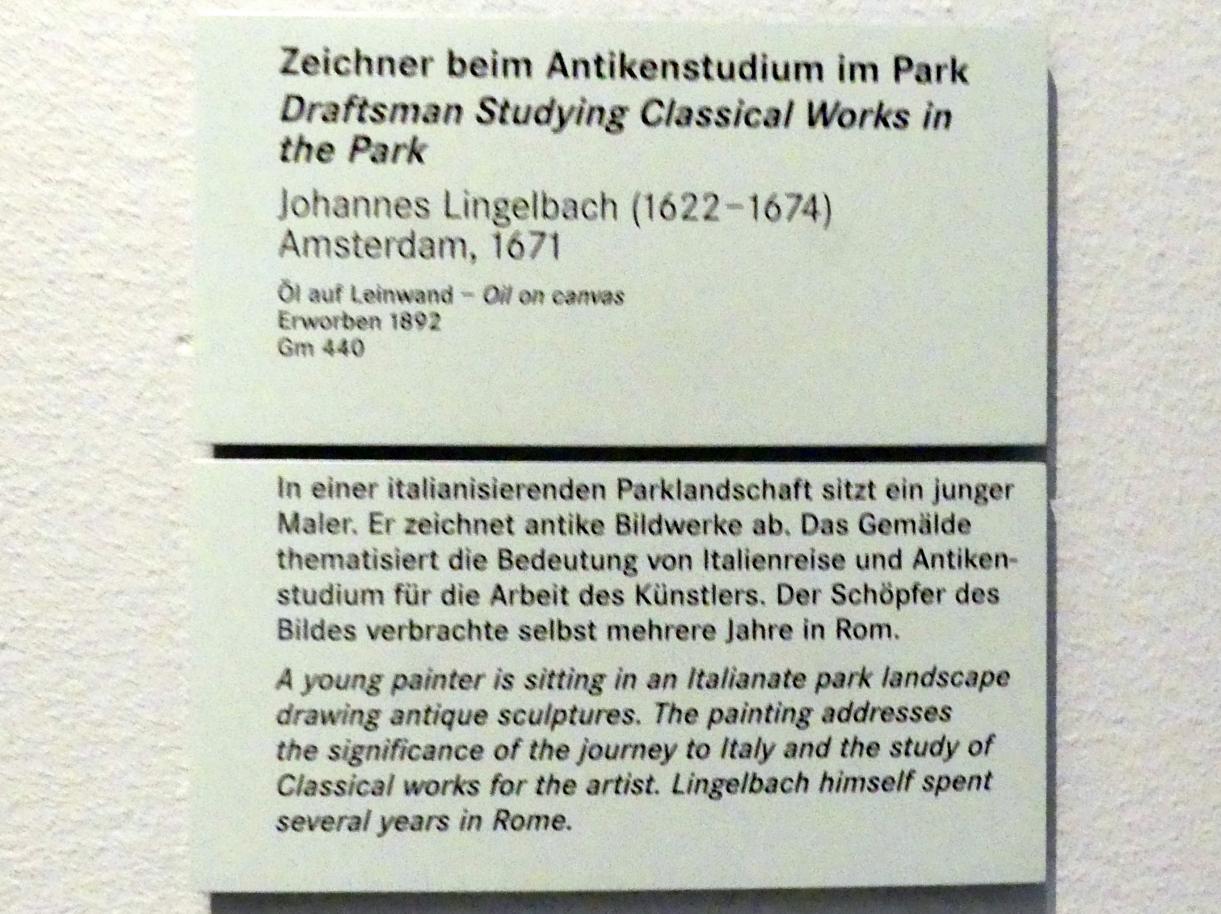 Zeichner beim Antikenstudium im Park
Draftsman Studying Classical Works in
the Park
Johannes Lingelbach (1622–1674)
Amsterdam, 1671
Öl auf Leinwand – Oil on canvas
Erworben 1892
Gm 440
In einer italianisierenden Parklandschaft sitzt ein junger
Maler. Er zeichnet antike Bildwerke ab. Das Gemälde
thematisiert die Bedeutung von Italienreise und Antiken-
studium für die Arbeit des Künstlers. Der Schöpfer des
Bildes verbrachte selbst mehrere Jahre in Rom.
A young painter is sitting in an Italianate park landscape
drawing antique sculptures. The painting addresses
the significance of the journey to Italy and the study of
Classical works for the artist. Lingelbach himself spent
several years in Rome.